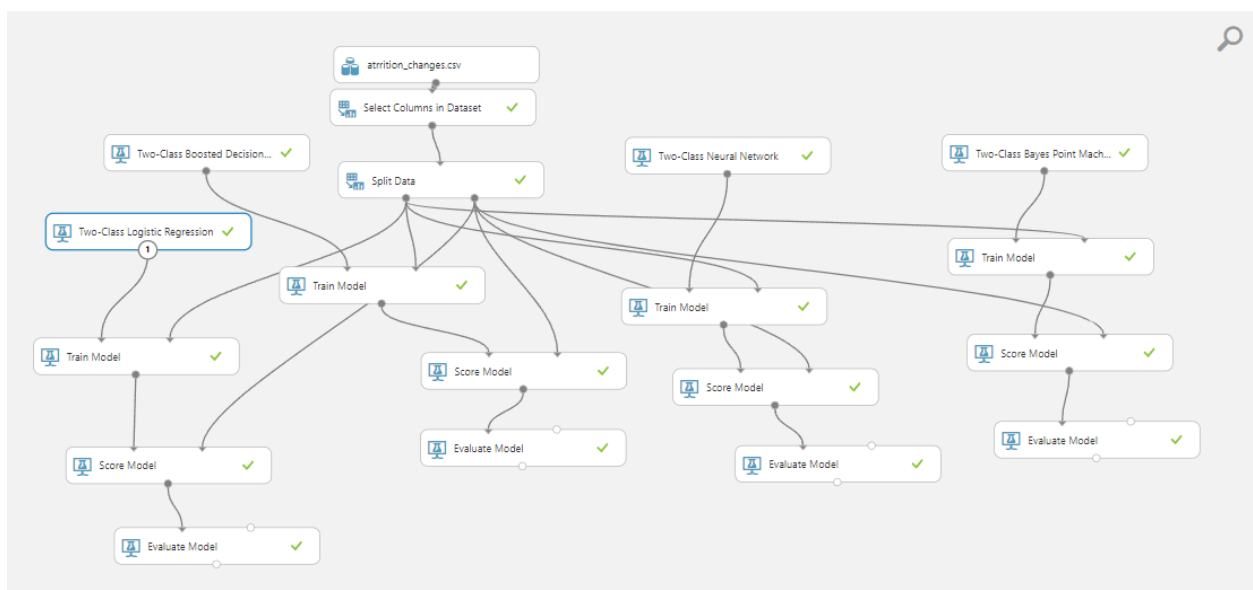 atrrition_changes.csv
Select Columns in Dataset
Two-Class Boosted Decision...
Two-Class Neural Network
Two-Class Bayes Point Mach...
Split Data
Two-Class Logistic Regression
1
Train Model
Train Model
Train Model
Train Model
Score Model
Score Model
Score Model
Score Model
Evaluate Model
Evaluate Model
Evaluate Model
Evaluate Model